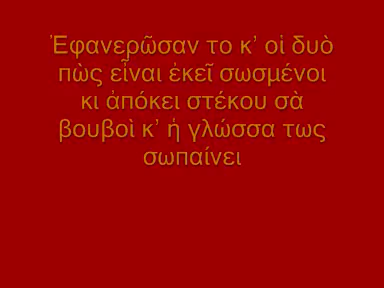 Ἐφανερῶσαν το κ’ οἱ δυὸ
πὼς εἶναι ἐκεῖ σωσμένοι
κι ἀπόκει στέκου σὰ
βουβοὶ κ’ ἡ γλώσσα τως
σωπαίνει